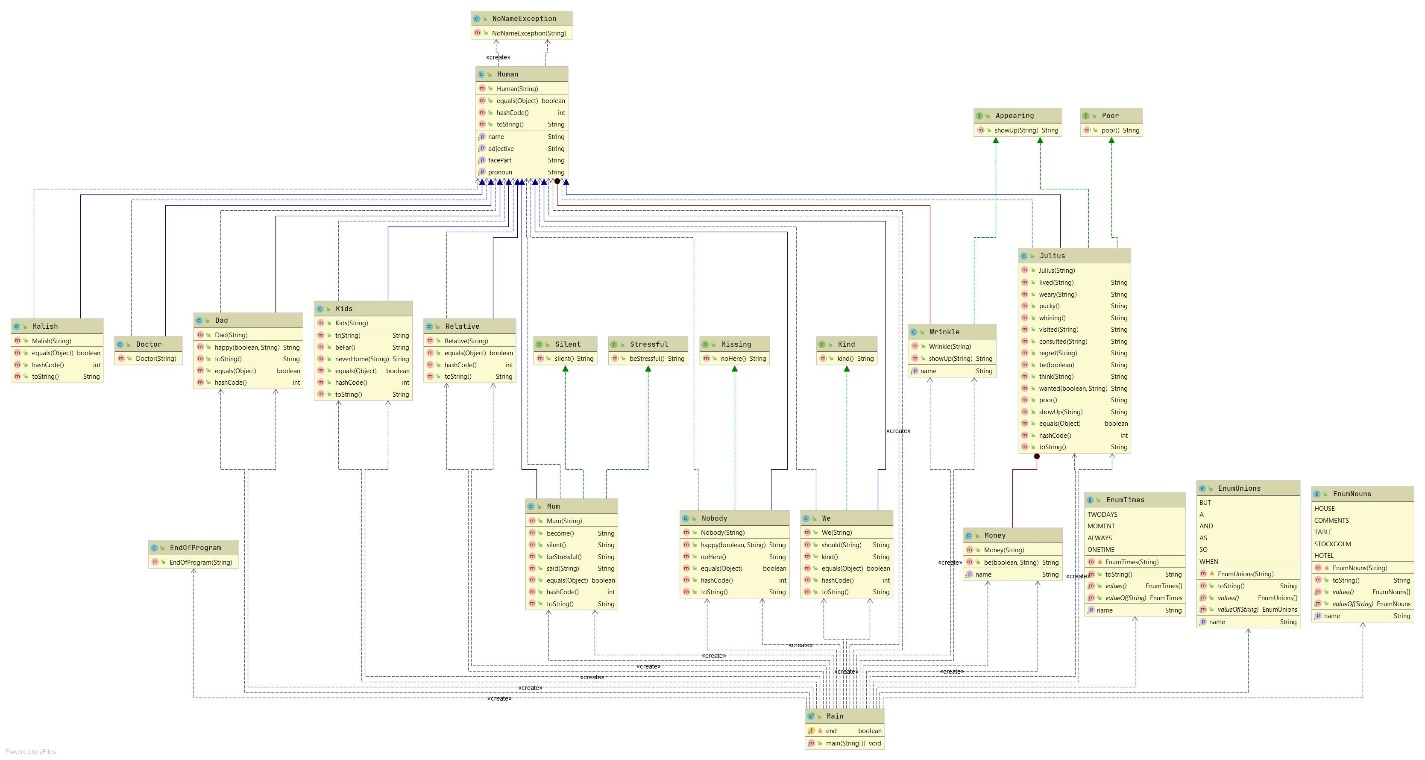 NoNameException
NoNameException(String)
«create»
Human
Human(String)
equals(Object) boolean
hashCode() int
toString() String
name String
adjective String
facePart String
pronoun String
Appearing
showUp(String) String
Poor
poor() String
Julius
Julius(String)
lived(String) String
weary(String) String
pucky() String
whining() String
visited(String) String
consulted(String) String
regret(String) String
be(boolean) String
think(String) String
wanted(boolean, String) String
poor() String
showUp(String) String
equals(Object) boolean
hashCode() int
toString() String
Malish
Malish(String)
equals(Object) boolean
hashCode() int
toString() String
Doctor
Doctor(String)
Dad
Dad(String)
happy(boolean, String) String
toString() String
equals(Object) boolean
hashCode() int
Kids
Kids(String)
tri(String) String
beFar() String
neverHome(String) String
equals(Object) boolean
hashCode() int
toString() String
Relative
Relative(String)
equals(Object) boolean
hashCode() int
toString() String
Silent
silent() String
Stressful
beStressful() String
Missing
noHere() String
Kind
kind() String
Wrinkle
Wrinkle(String)
showUp(String) String
name String
«create»
EndOfProgram
EndOfProgram(String)
Mum
Mum(String)
become() String
silent() String
beStressful() String
said(String) String
equals(Object) boolean
hashCode() int
toString() String
Nobody
Nobody(String)
happy(boolean, String) String
noHere() String
equals(Object) boolean
hashCode() int
toString() String
We
We(String)
should(String) String
kind() String
equals(Object) boolean
hashCode() int
toString() String
Money
Money(String)
be(boolean, String) String
name String
«create»
«create»
EnumTimes
TWODAYS
MOMENT
ALWAYS
ONETIME
EnumTimes(String)
toString() String
values() EnumTimes[]
valueOf(String) EnumTimes
name String
EnumUnions
BUT
A
AND
AS
SO
WHEN
EnumUnions(String)
toString() String
values() EnumUnions[]
valueOf(String) EnumUnions
name String
EnumNouns
HOUSE
COMMENTS
TABLE
STOCKGOLM
HOTEL
EnumNouns(String)
toString() String
values() EnumNouns[]
valueOf(String) EnumNouns
name String
«create»
«create»
«create»
«create»
«create»
«create»
«create»
«create»
Main
end boolean
main(String[]) void
Powered by yFiles